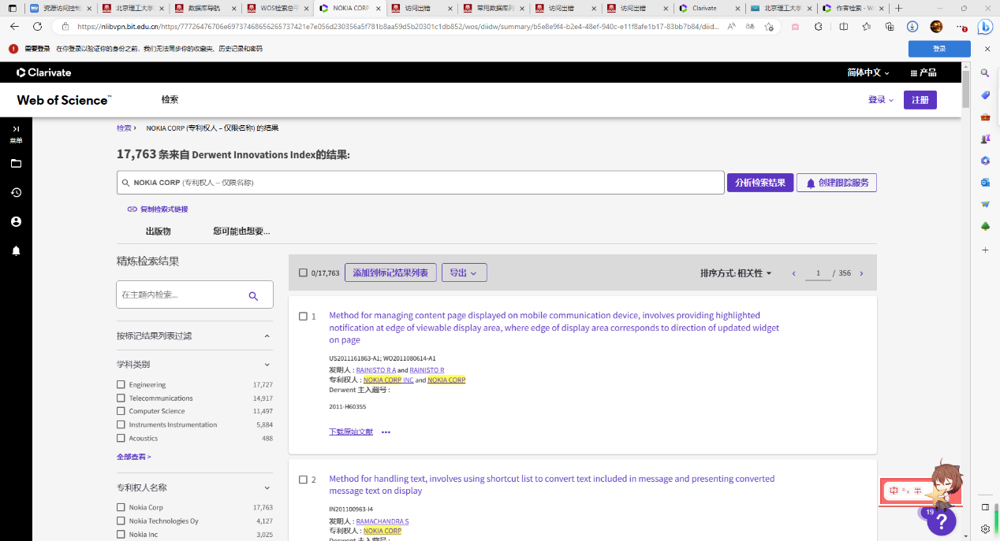 资源访问控制
北京理工大学
数据库导航
WOS检索总平
NOKIA CORP
访问出错
常用数据库列
访问出错
访问出错
Clarivate
北京理工大学
作者检索 - W
https://nlibvpn.bit.edu.cn/https/77726476706e69737468656265737421e7e056d230356a5f781b8aa59d5b20301c1db852/wos/diidw/summary/b5e8e9f4-b2e4-48ef-940c-e11f8afe1b17-83bb7b84/diid...
需要登录 在你登录以验证你的身份之前，我们无法同步你的收藏夹、历史记录和密码
登录
Clarivate
简体中文
产品
Web of Science™
检索
登录
注册
菜单
检索 > NOKIA CORP (专利权人 – 仅限名称) 的结果
17,763 条来自 Derwent Innovations Index的结果:
NOKIA CORP (专利权人 – 仅限名称)
分析检索结果
创建跟踪服务
复制检索式链接
出版物
您可能也想要...
精炼检索结果
在主题内检索...
按标记结果列表过滤
学科类别
Engineering 17,727
Telecommunications 14,917
Computer Science 11,497
Instruments Instrumentation 5,884
Acoustics 488
全部查看 >
专利权人名称
Nokia Corp 17,763
Nokia Technologies Oy 4,127
Nokia Inc 3,025
0/17,763
添加到标记结果列表
导出
排序方式: 相关性
1 / 356
1
Method for managing content page displayed on mobile communication device, involves providing highlighted
notification at edge of viewable display area, where edge of display area corresponds to direction of updated widget
on page
US2011161863-A1; WO2011080614-A1
发明人 : RAINISTO R A and RAINISTO R
专利权人 : NOKIA CORP INC and NOKIA CORP
Derwent 主入藏号 :
2011-H60355
下载原始文献
2
Method for handling text, involves using shortcut list to convert text included in message and presenting converted
message text on display
IN201100963-I4
发明人 : RAMACHANDRA S
专利权人 : NOKIA CORP
Derwent 主入藏号 :
中 °, 半
19
?